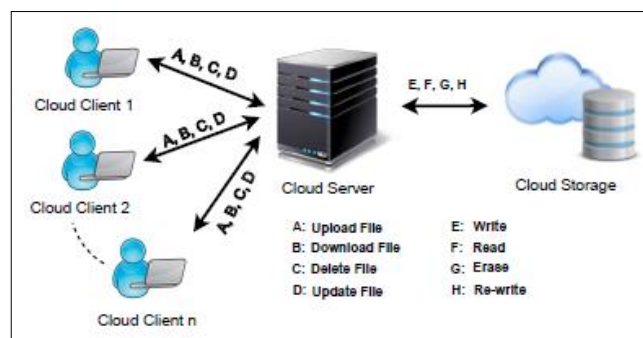 A, B, C, D
Cloud Client 1
A, B, C, D
Cloud Client 2
A, B, C, D
Cloud Client n
Cloud Server
E, F, G, H
Cloud Storage
A: Upload File
B: Download File
C: Delete File
D: Update File
E: Write
F: Read
G: Erase
H: Re-write